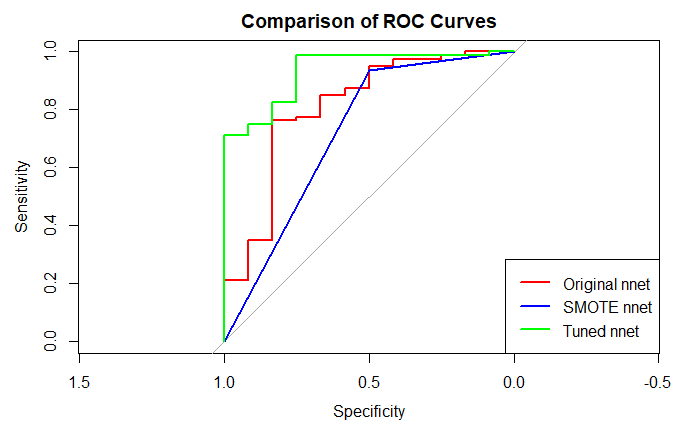 Comparison of ROC Curves
Sensitivity
1.0
0.8
0.6
0.4
0.2
0.0
Original nnet
SMOTE nnet
Tuned nnet
1.5
1.0
0.5
0.0
-0.5
Specificity